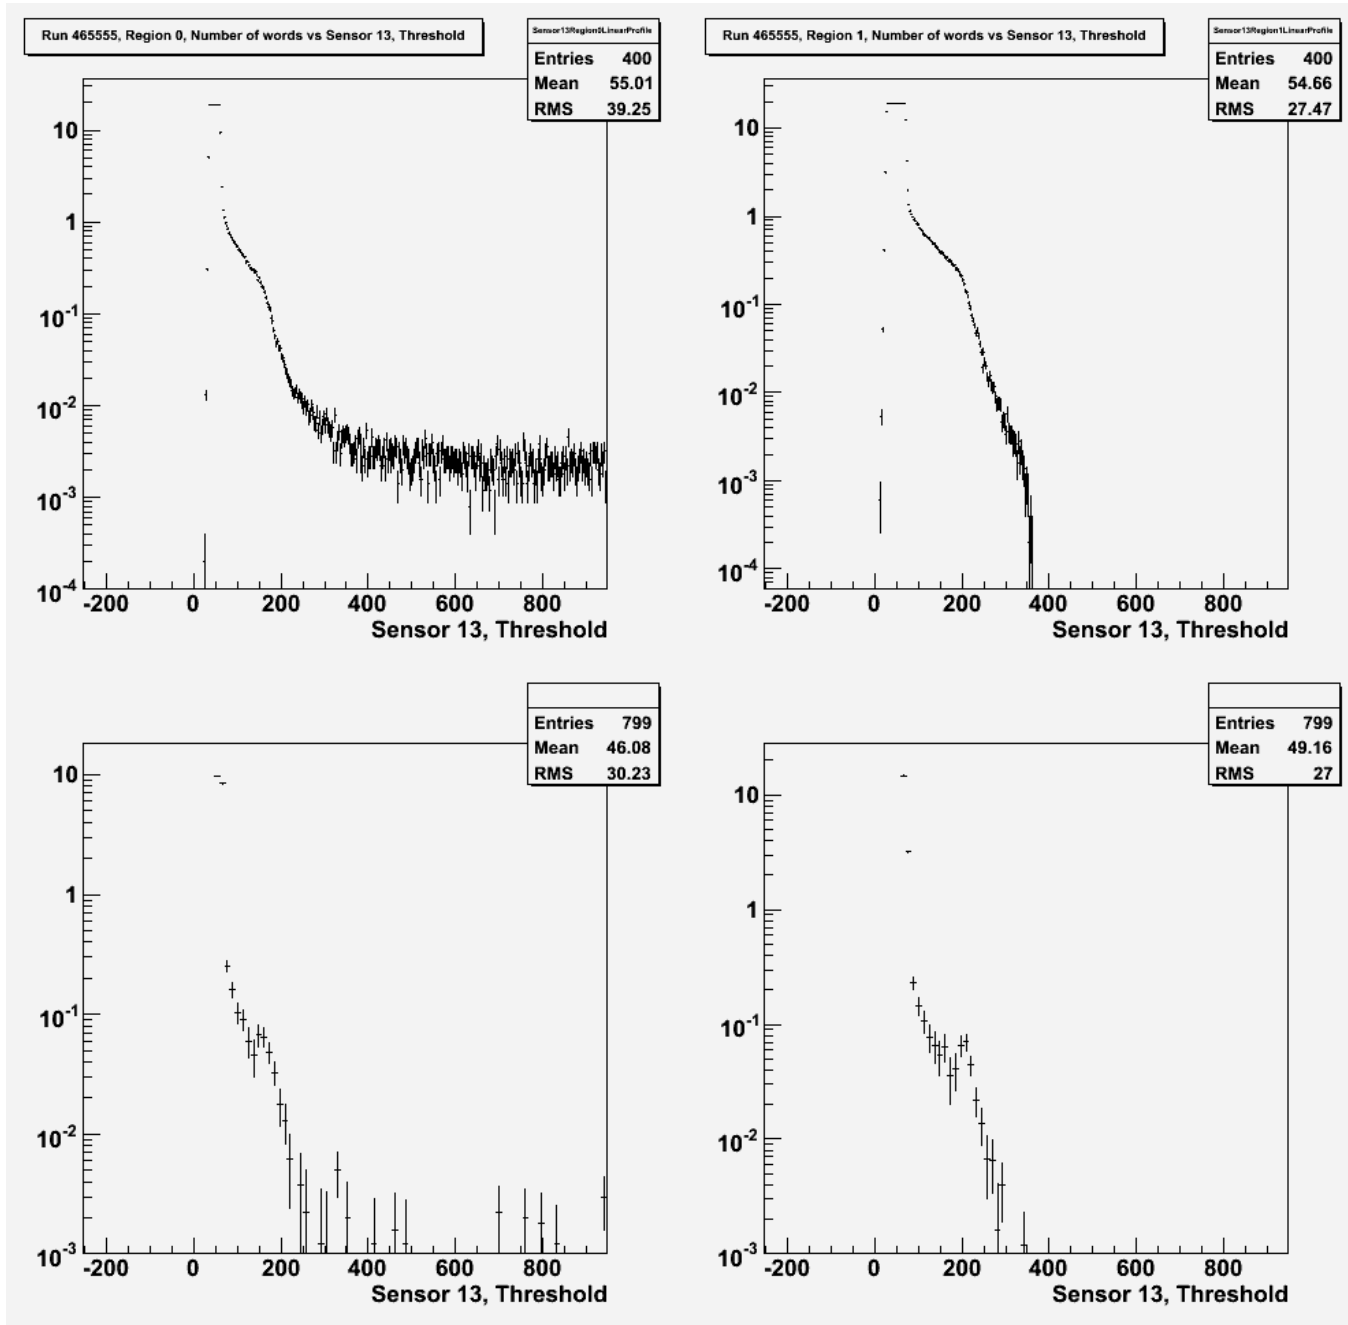 Run 465555, Region 0, Number of words vs Sensor 13, Threshold
Sensor13Region0LinearProfile
Entries 400
Mean 55.01
RMS 39.25
10
1
10-1
10-2
10-3
10-4
-200 0 200 400 600 800
Sensor 13, Threshold
Run 465555, Region 1, Number of words vs Sensor 13, Threshold
Sensor13Region1LinearProfile
Entries 400
Mean 54.66
RMS 27.47
10
1
10-1
10-2
10-3
10-4
-200 0 200 400 600 800
Sensor 13, Threshold
Entries 799
Mean 46.08
RMS 30.23
10
1
10-1
10-2
10-3
-200 0 200 400 600 800
Sensor 13, Threshold
Entries 799
Mean 49.16
RMS 27
10
1
10-1
10-2
10-3
-200 0 200 400 600 800
Sensor 13, Threshold